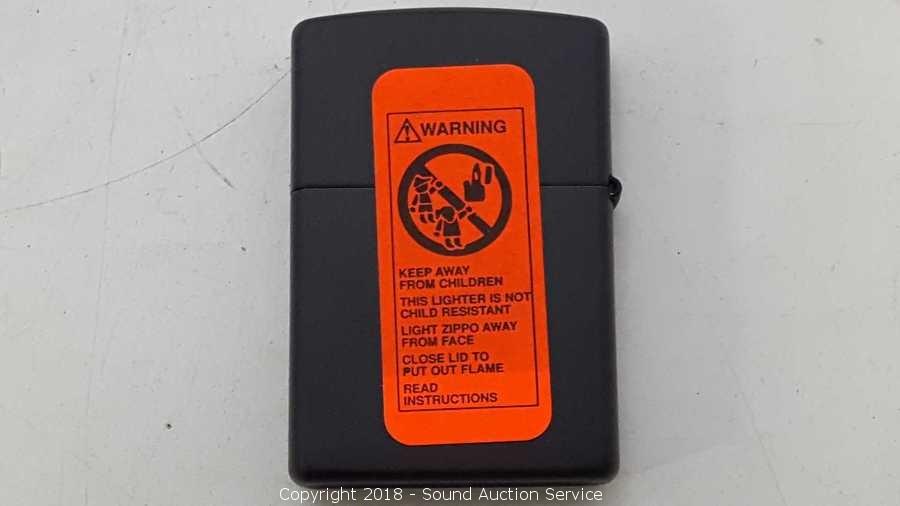 WARNING
KEEP AWAY
FROM CHILDREN
THIS LIGHTER IS NOT
CHILD RESISTANT
LIGHT ZIPPO AWAY
FROM FACE
CLOSE LID TO
PUT OUT FLAME
READ
INSTRUCTIONS
Copyright 2018 - Sound Auction Service